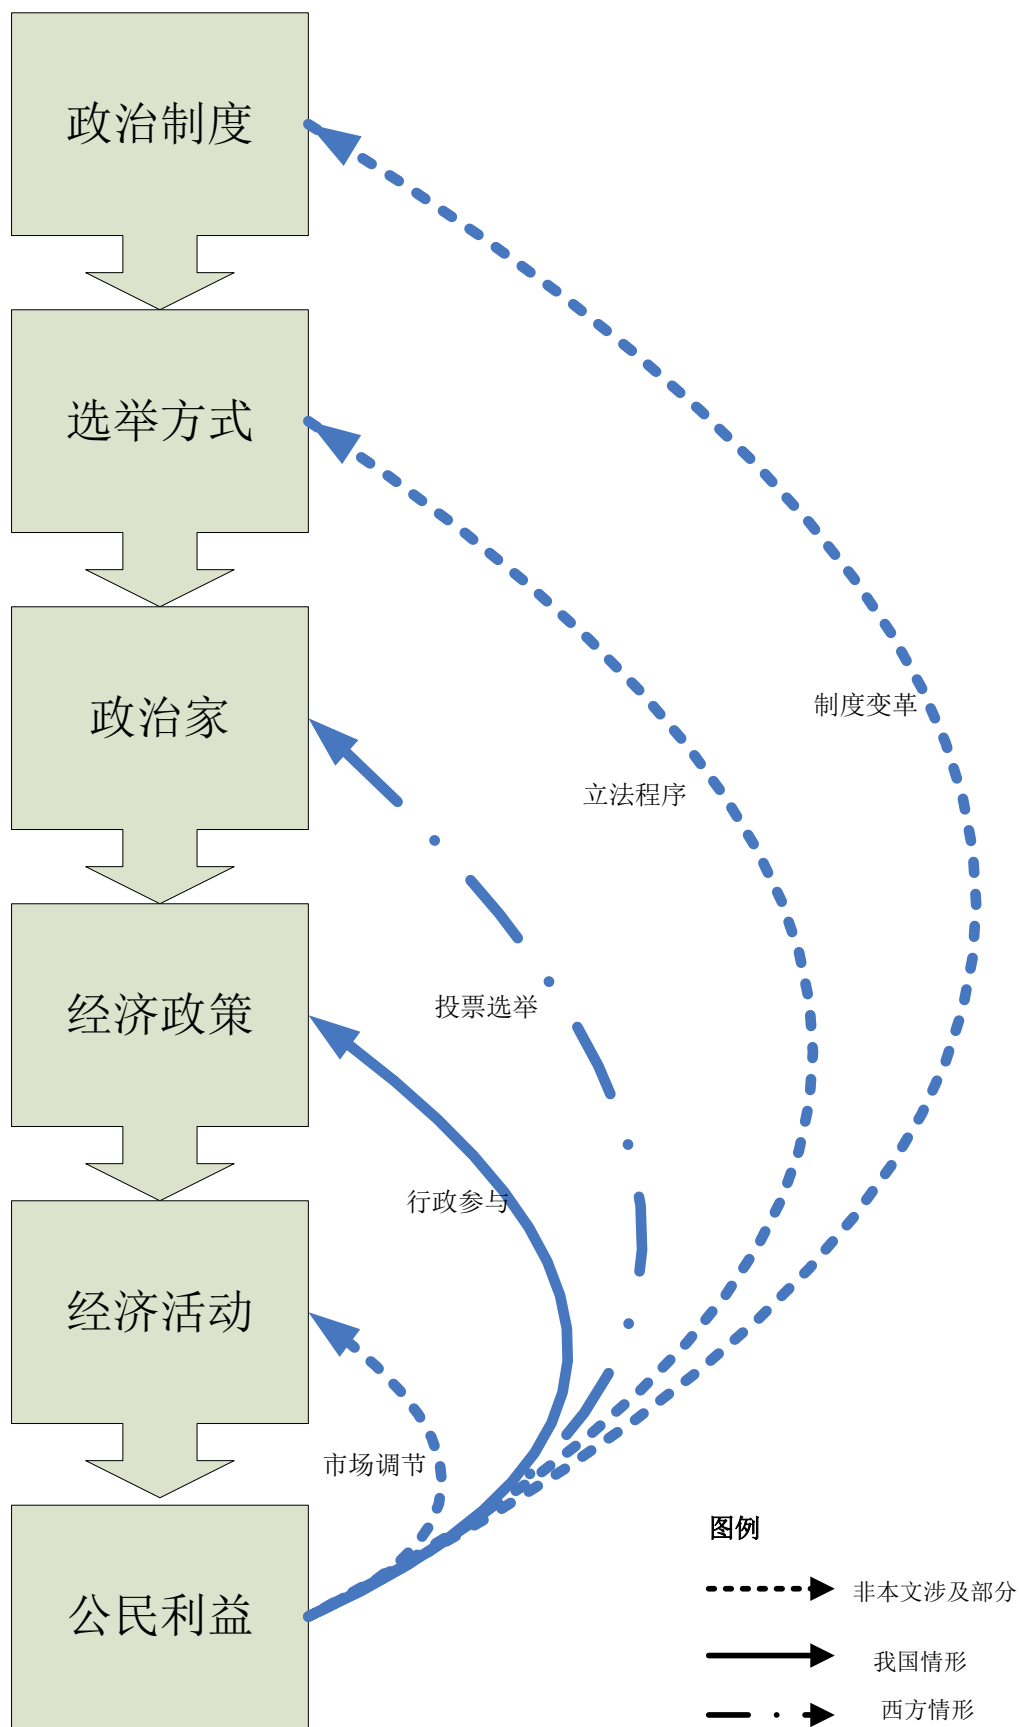 政治制度
选举方式
政治家
制度变革
立法程序
经济政策
投票选举
行政参与
经济活动
市场调节
公民利益
图例
非本文涉及部分
我国情形
西方情形